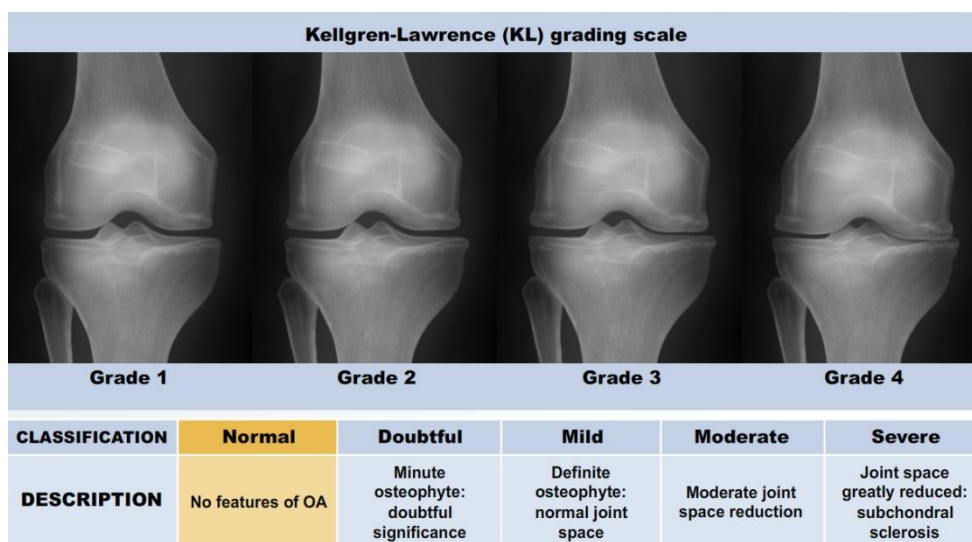 Kellgren-Lawrence (KL) grading scale
Grade 1 Grade 2 Grade 3 Grade 4
CLASSIFICATION Normal Doubtful Mild Moderate Severe
DESCRIPTION
No features of OA
Minute
osteophyte:
doubtful
significance
Definite
osteophyte:
normal joint
space
Moderate joint
space reduction
Joint space
greatly reduced:
subchondral
sclerosis